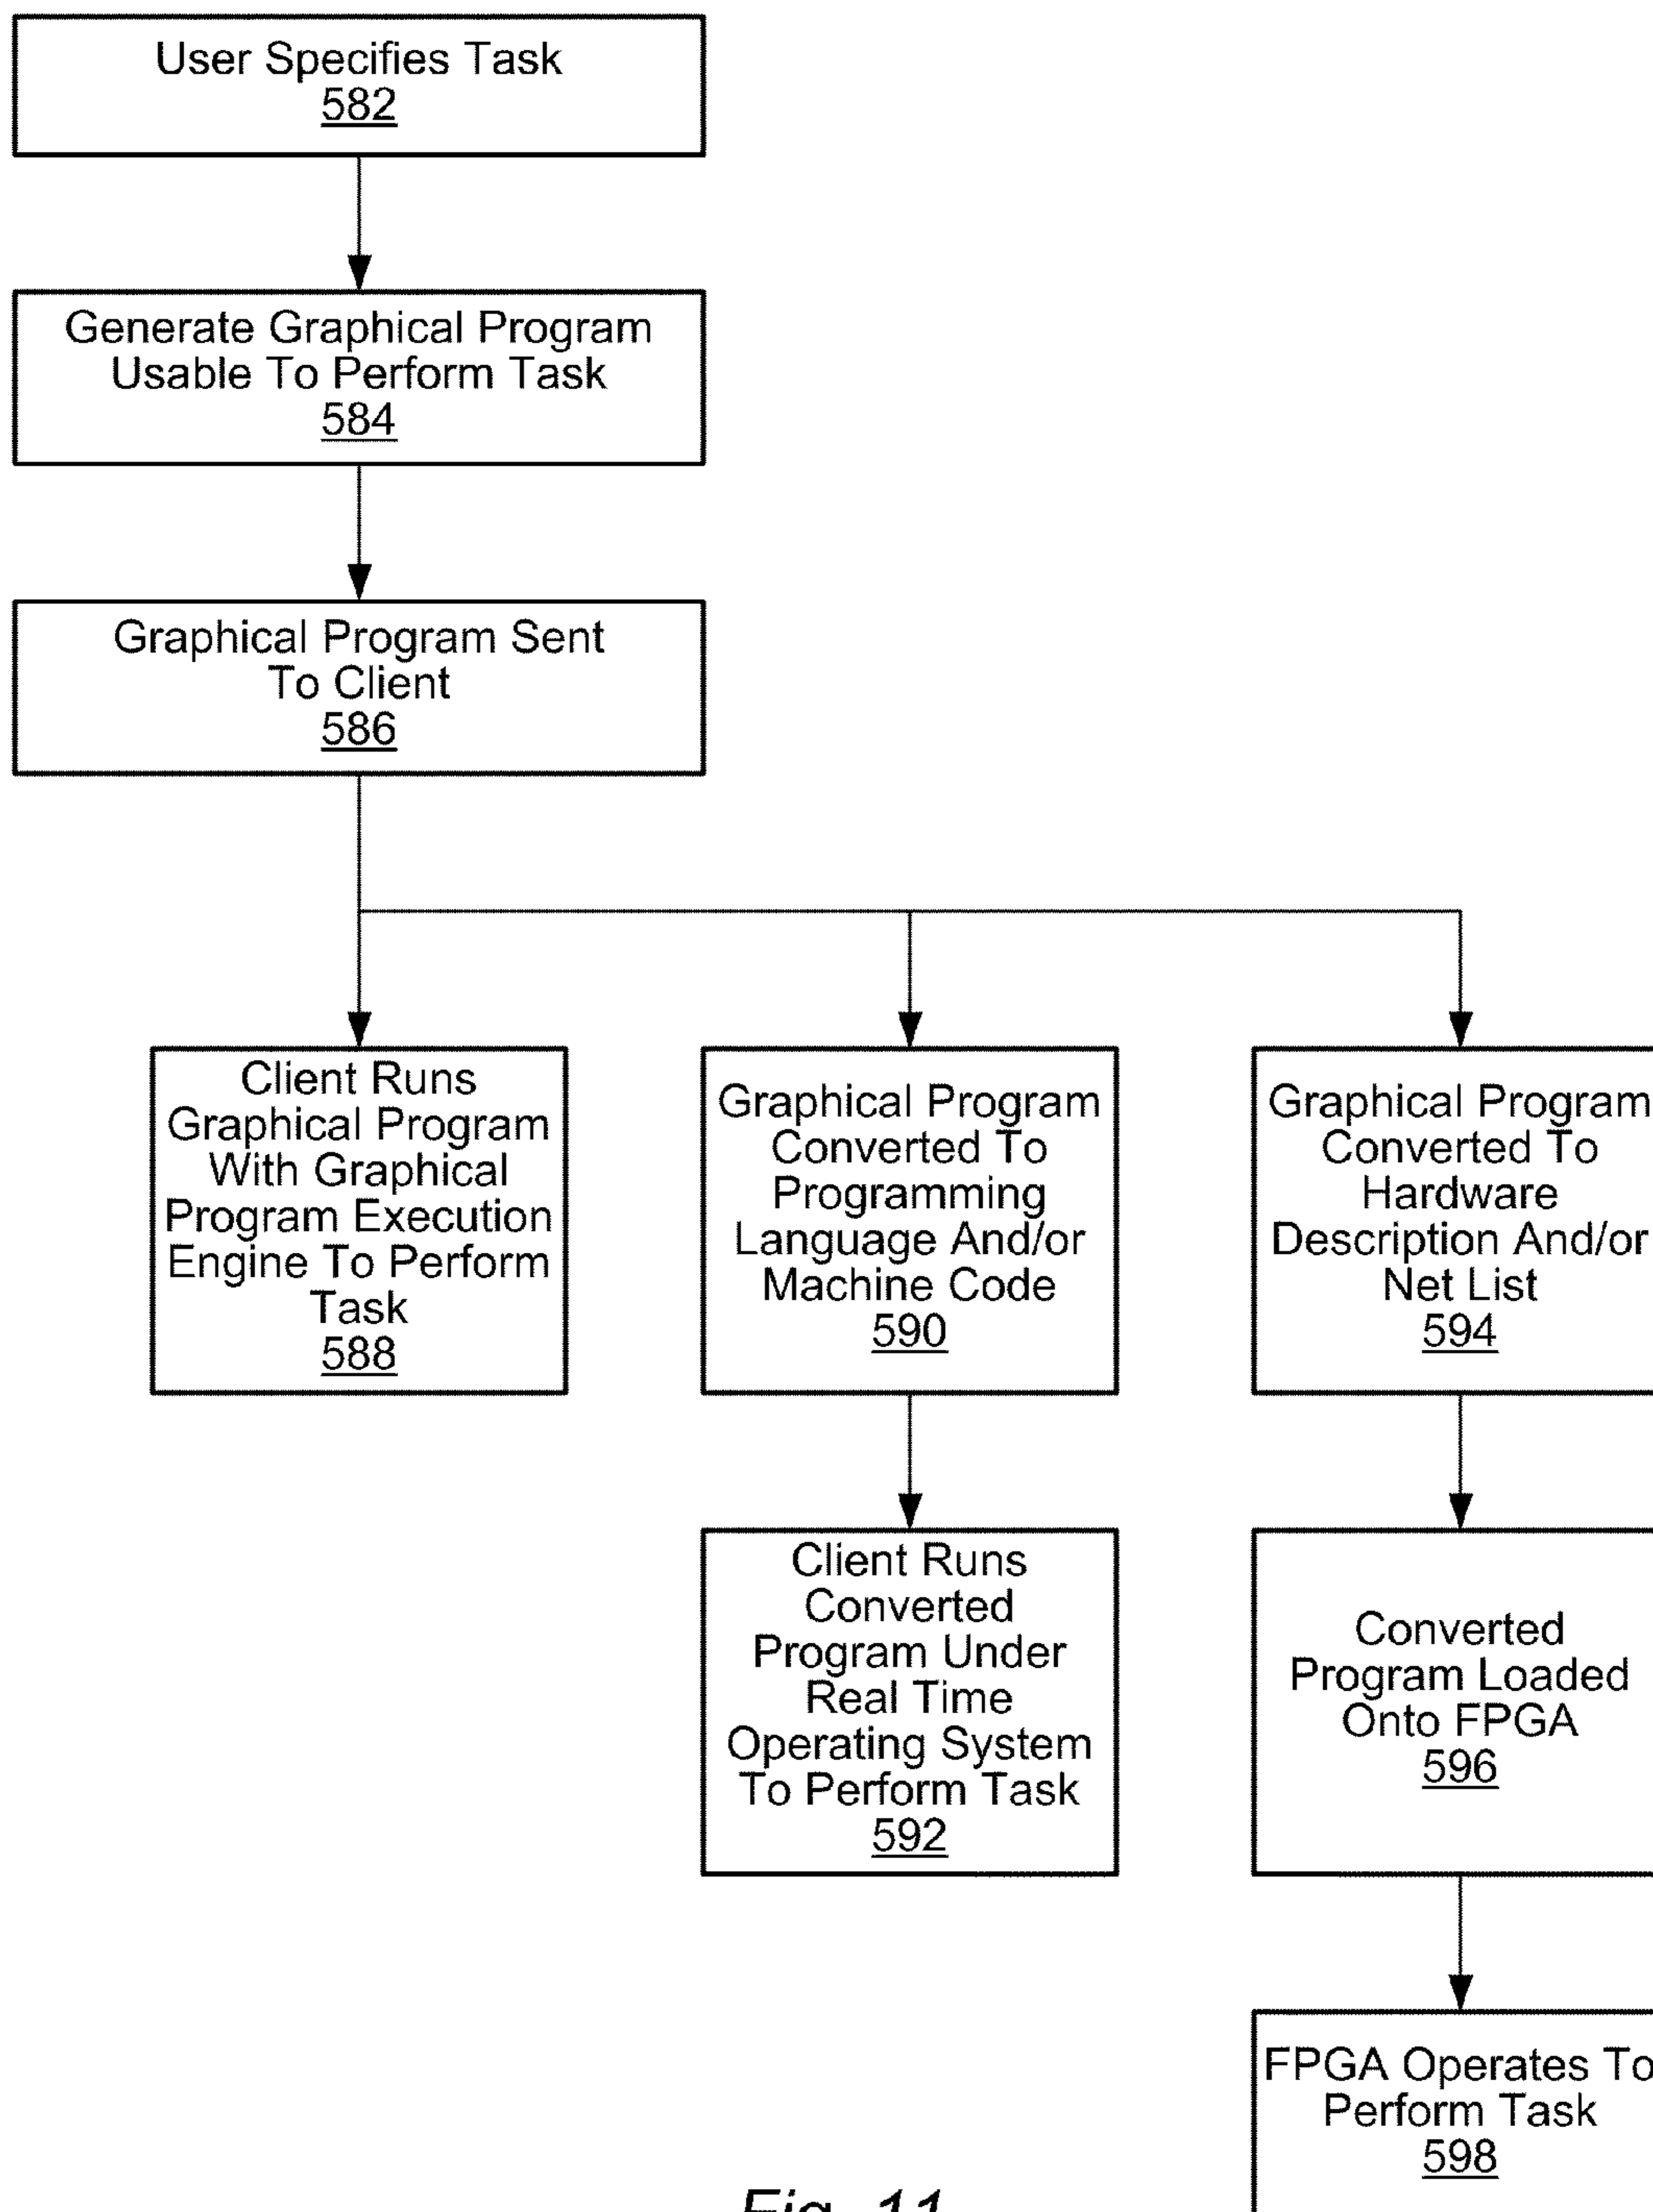 User Specifies Task
582
Generate Graphical Program
Usable To Perform Task
584
Graphical Program Sent
To Client
586
Client Runs
Graphical Program
With Graphical
Program Execution
Engine To Perform
Task
588
Graphical Program
Converted To
Programming
Language And/or
Machine Code
590
Graphical Program
Converted To
Hardware
Description And/or
Net List
594
Client Runs
Converted
Program Under
Real Time
Operating System
To Perform Task
592
Converted
Program Loaded
Onto FPGA
596
FPGA Operates To
Perform Task
598
Fig. 11